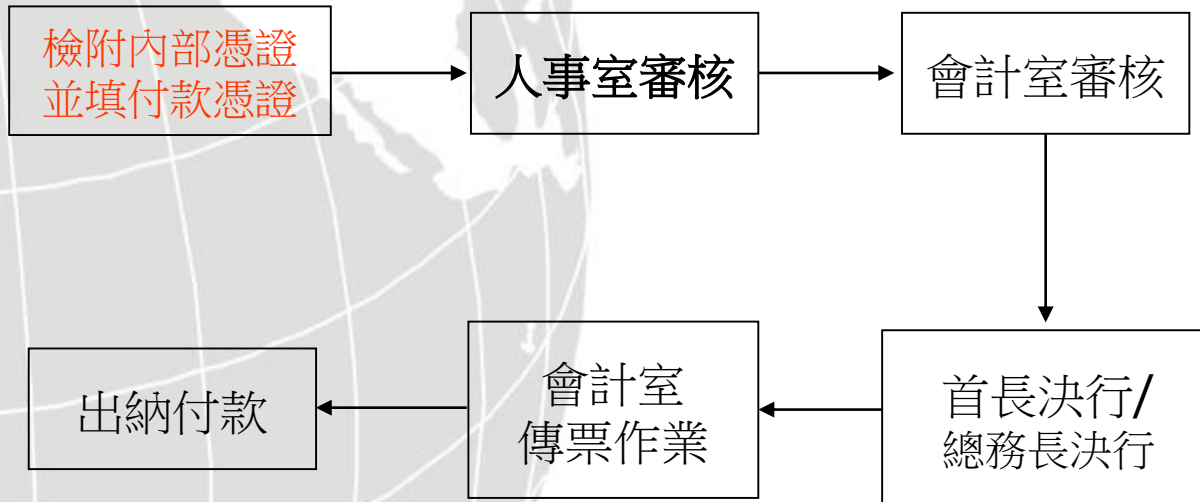 檢附內部憑證
並填付款憑證
人事室審核
會計室審核
首長決行/
總務長決行
會計室
傳票作業
出納付款